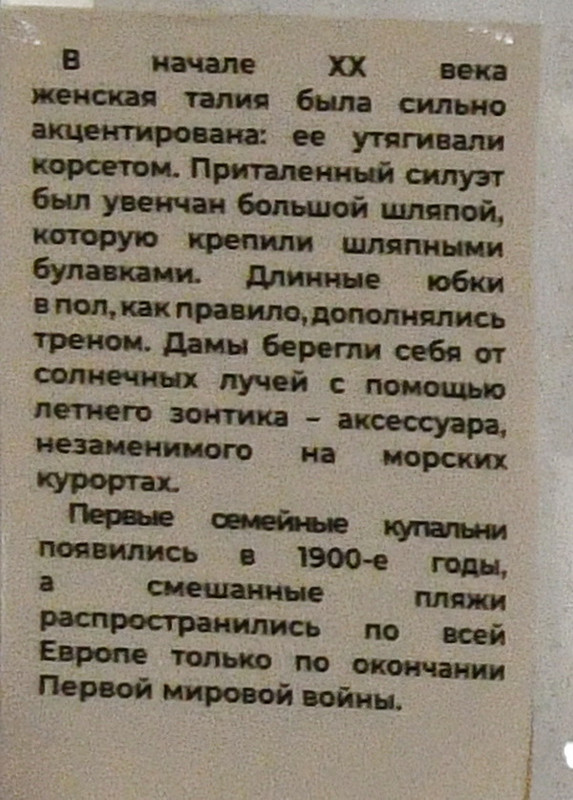 В начале XX века
женская талия была сильно
акцентирована: ее утягивали
корсетом. Приталенный силуэт
был увенчан большой шляпой,
которую крепили шляпными
булавками. Длинные юбки
в пол, как правило, дополнялись
треном. Дамы берегли себя от
солнечных лучей с помощью
летнего зонтика – аксессуара,
незаменимого на морских
курортах.
Первые семейные купальни
появились в 1900-е годы,
а смешанные пляжи
распространились по всей
Европе только по окончании
Первой мировой войны.